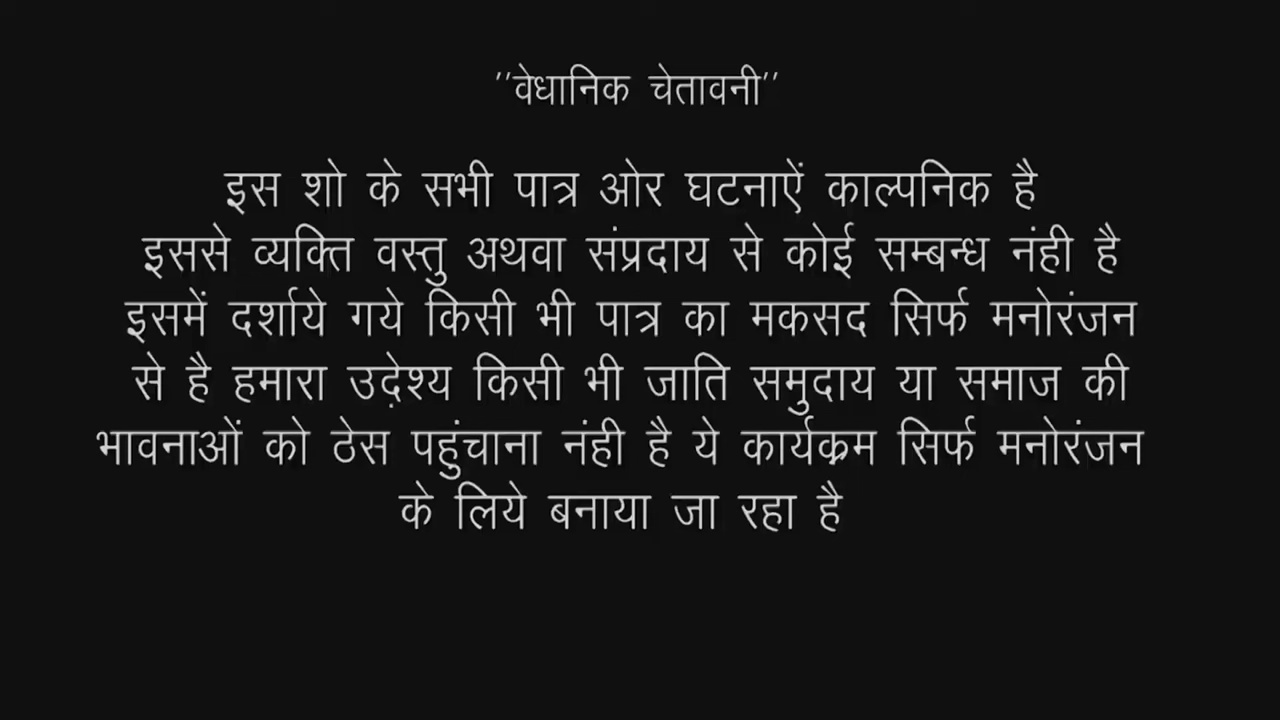 ''वेधानिक चेतावनी''
इस शो के सभी पात्र ओर घटनाऐं काल्पनिक है
इससे व्यक्ति वस्तु अथवा संप्रदाय से कोई सम्बन्ध नंही है
इसमें दर्शाये गये किसी भी पात्र का मकसद सिर्फ मनोरंजन
से है हमारा उदे़श्य किसी भी जाति समुदाय या समाज की
भावनाओं को ठेस पहुंचाना नंही है ये कार्यक्रम सिर्फ मनोरंजन
के लिये बनाया जा रहा है